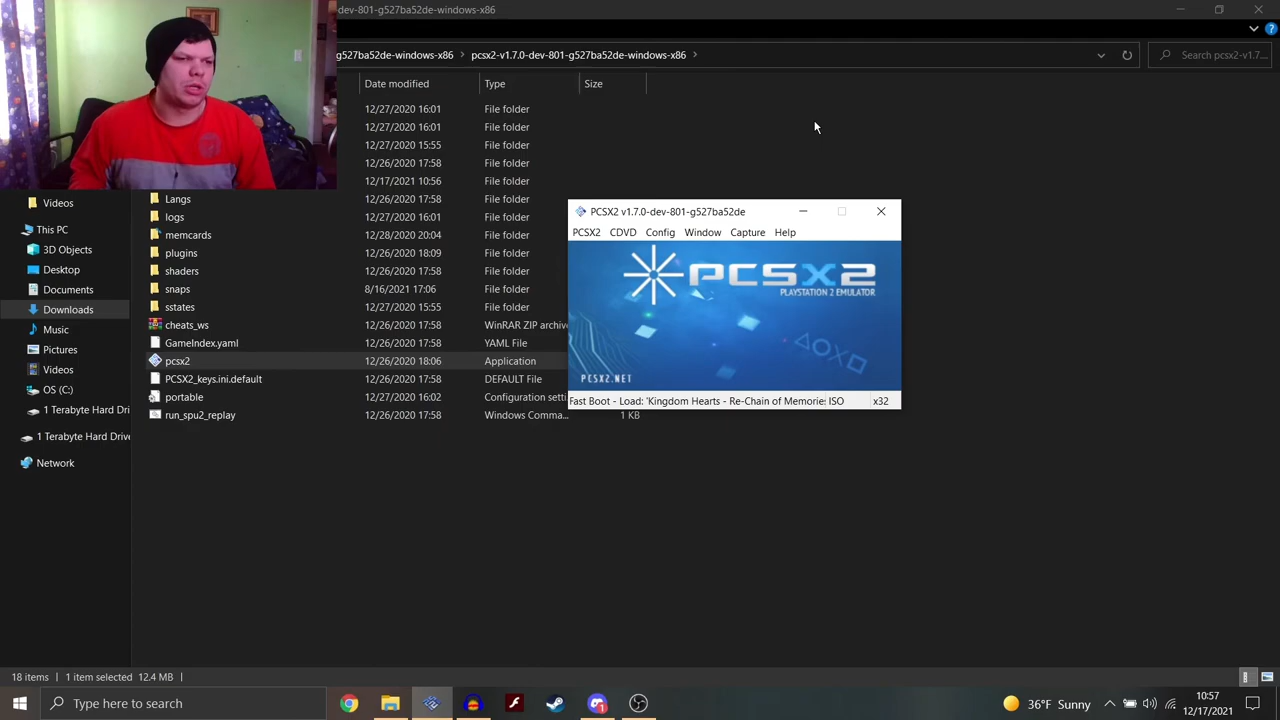 de-801-g527ba52de-windows-x86
g527ba52de-windows-x86 > pcsx2-v1.7.0-dev-801-g527ba52de-windows-x86 >
Search pcsx2-v1.7...
Date modified Type Size
12/27/2020 16:01 File folder
12/27/2020 16:01 File folder
12/27/2020 15:55 File folder
12/26/2020 17:58 File folder
12/17/2021 10:56 File folder
Langs 12/26/2020 17:58 File folder
logs 12/27/2020 16:01 File folder
memcards 12/28/2020 20:04 File folder
plugins 12/26/2020 18:09 File folder
shaders 12/26/2020 17:58 File folder
snaps 8/16/2021 17:06 File folder
sstates 12/27/2020 15:55 File folder
cheats_ws 12/26/2020 17:58 WinRAR ZIP archive
GameIndex.yaml 12/26/2020 17:58 YAML File
pcsx2 12/26/2020 18:06 Application
PCSX2_keys.ini.default 12/26/2020 17:58 DEFAULT File
portable 12/27/2020 16:02 Configuration setti
run_spu2_replay 12/26/2020 17:58 Windows Comma... 1 KB
Videos
This PC
3D Objects
Desktop
Documents
Downloads
Music
Pictures
Videos
OS (C:)
1 Terabyte Hard Dri
1 Terabyte Hard Drive
Network
PCSX2 v1.7.0-dev-801-g527ba52de
PCSX2 CDVD Config Window Capture Help
PCSX2
PLAYSTATION 2 EMULATOR
PCSX2.NET
Fast Boot - Load: 'Kingdom Hearts - Re-Chain of Memories ISO x32
18 items 1 item selected 12.4 MB
Type here to search
36°F Sunny
10:57
12/17/2021